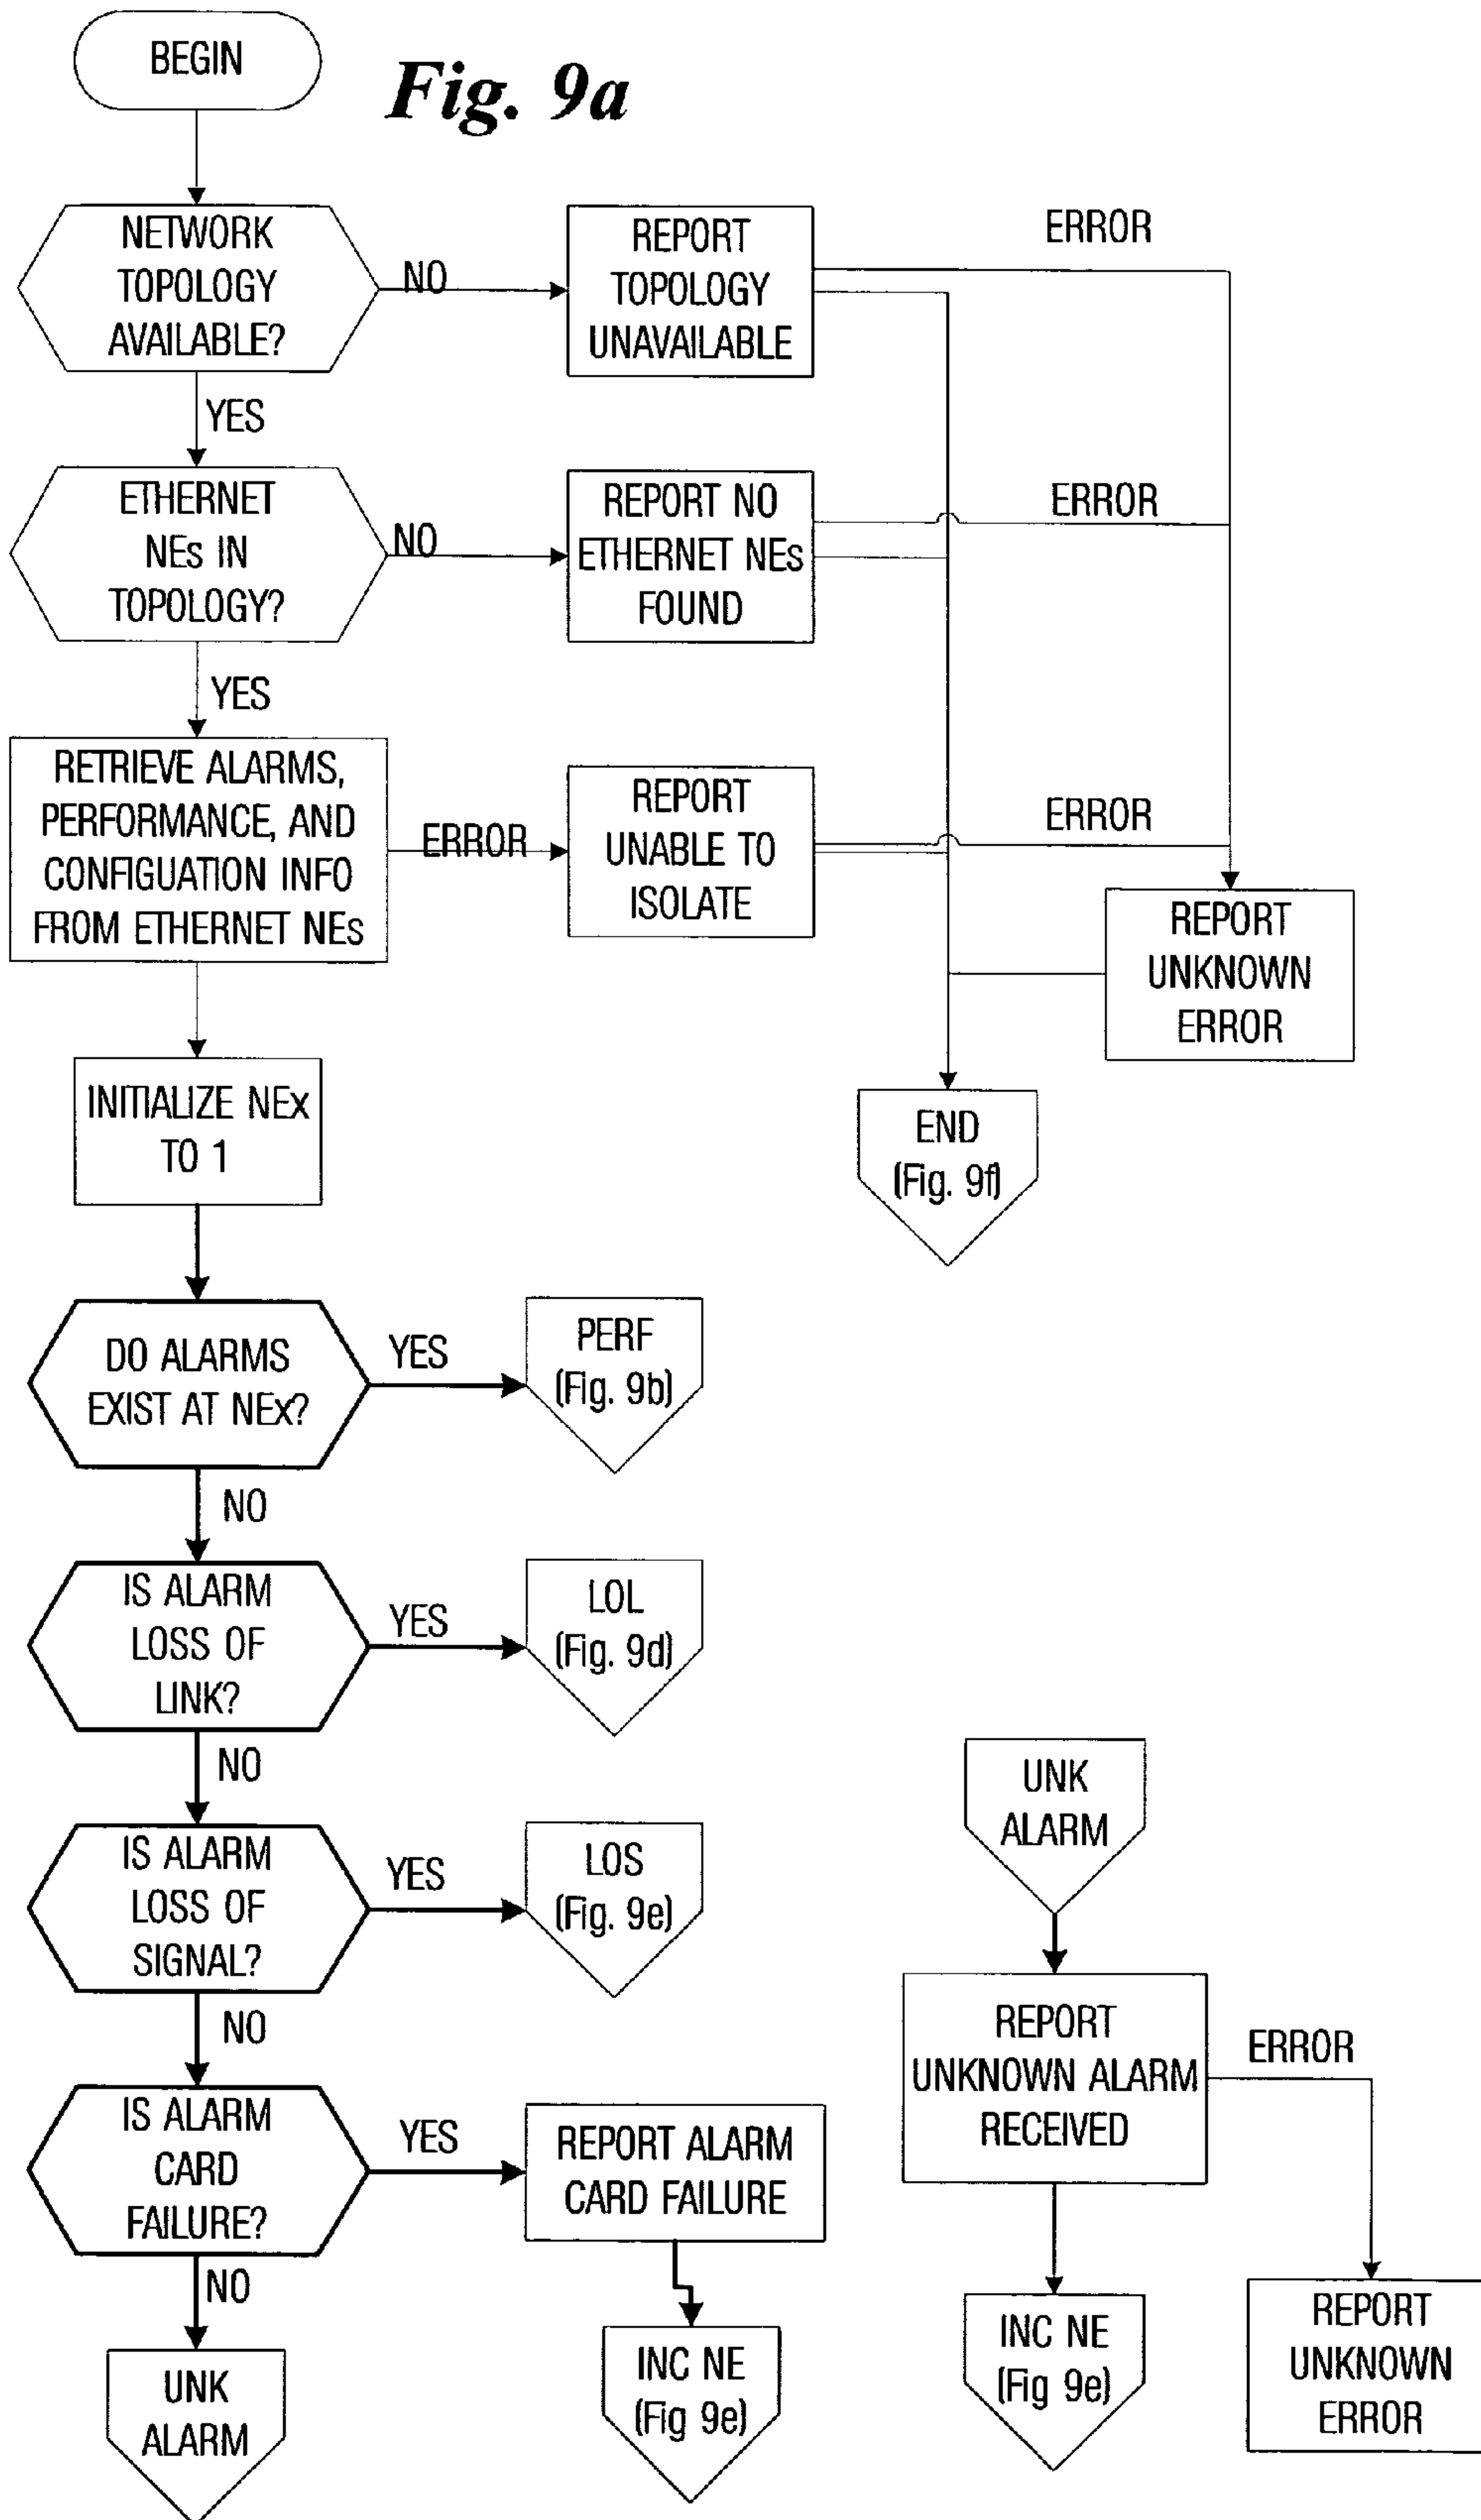 BEGIN
Fig. 9a
NETWORK
TOPOLOGY
AVAILABLE?
NO
REPORT
TOPOLOGY
UNAVAILABLE
ERROR
YES
ETHERNET
NEs IN
TOPOLOGY?
NO
REPORT NO
ETHERNET NEs
FOUND
ERROR
YES
RETRIEVE ALARMS,
PERFORMANCE, AND
CONFIGUATION INFO
FROM ETHERNET NEs
ERROR
REPORT
UNABLE TO
ISOLATE
ERROR
REPORT
UNKNOWN
ERROR
INITIALIZE NEx
TO 1
END
(Fig. 9f)
DO ALARMS
EXIST AT NEx?
YES
PERF
(Fig. 9b)
NO
IS ALARM
LOSS OF
LINK?
YES
LOL
(Fig. 9d)
NO
IS ALARM
LOSS OF
SIGNAL?
YES
LOS
(Fig. 9e)
NO
IS ALARM
CARD
FAILURE?
YES
REPORT ALARM
CARD FAILURE
NO
UNK
ALARM
INC NE
(Fig 9e)
UNK
ALARM
REPORT
UNKNOWN ALARM
RECEIVED
ERROR
INC NE
(Fig 9e)
REPORT
UNKNOWN
ERROR